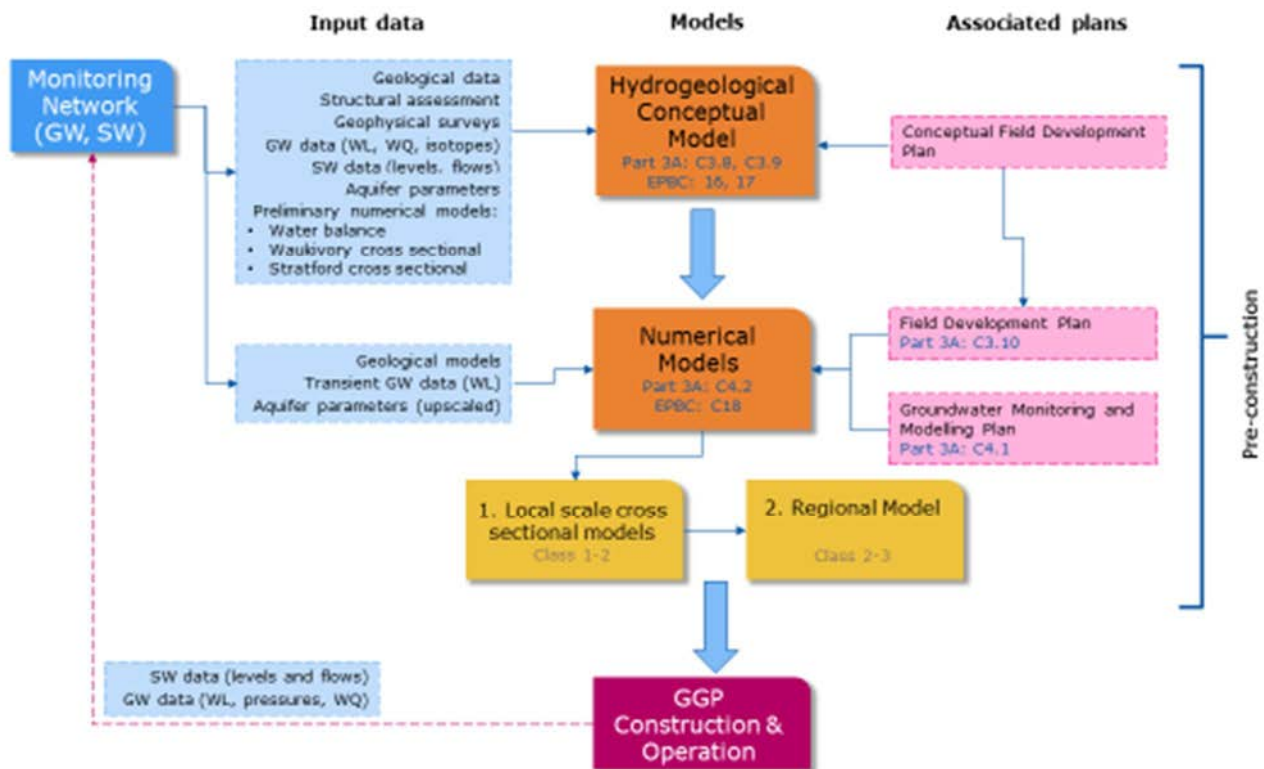 Input data
Models
Associated plans
Monitoring
Network
(GW, SW)
Geological data
Structural assessment
Geophysical surveys
GW data (WL, WQ, isotopes)
SW data (levels, flows)
Aquifer parameters
Preliminary numerical models:
• Water balance
• Waukivory cross sectional
• Stratford cross sectional
Hydrogeological
Conceptual
Model
Part 3A: C3.8, C3.9
EPBC: 16, 17
Conceptual Field Development
Plan
Geological models
Transient GW data (WL)
Aquifer parameters (upscaled)
Numerical
Models
Part 3A: C4.2
EPBC: C18
Field Development Plan
Part 3A: C3.10
Groundwater Monitoring and
Modelling Plan
Part 3A: C4.1
Pre-construction
1. Local scale cross
sectional models
Class 1-2
2. Regional Model
Class 2-3
SW data (levels and flows)
GW data (WL, pressures, WQ)
GGP
Construction &
Operation